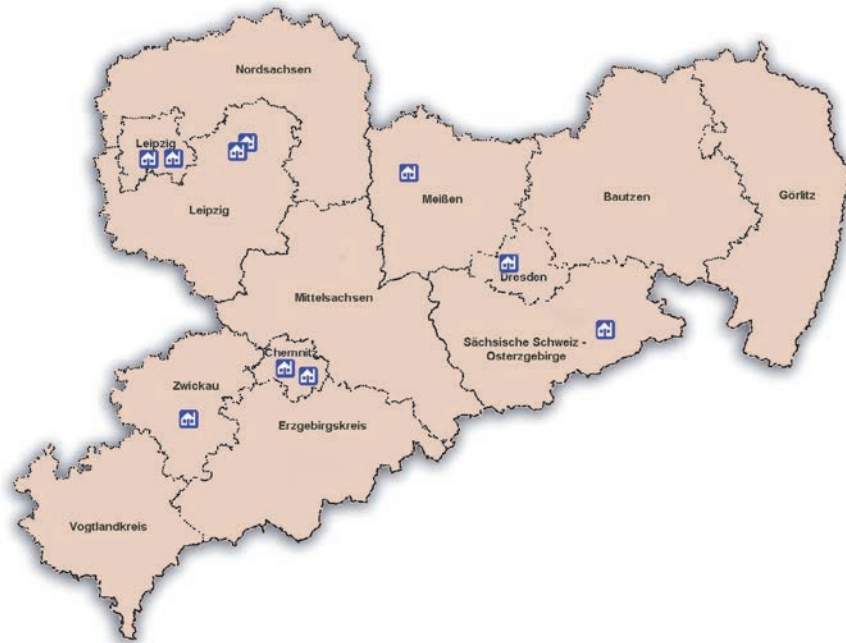 Nordsachsen
Leipzig
Leipzig
Meißen
Bautzen
Görlitz
Dresden
Mittelsachsen
Sächsische Schweiz -
Osterzgebirge
Chemnitz
Zwickau
Erzgebirgskreis
Vogtlandkreis